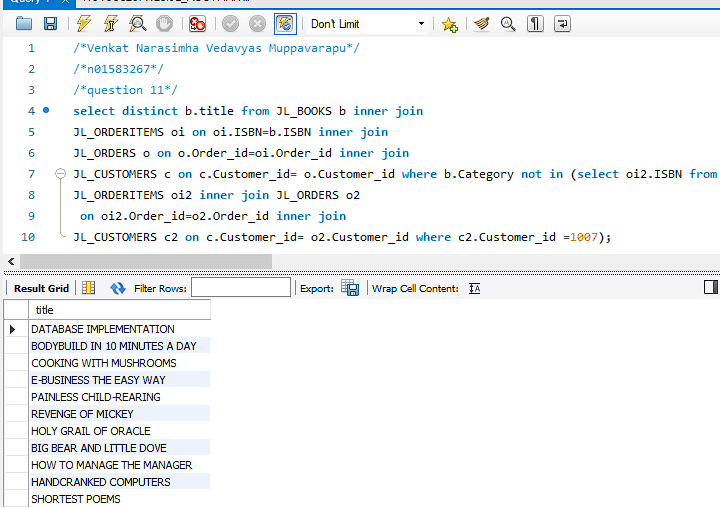 Don't Limit
1 /*Venkat Narasimha Vedavyas Muppavarapu*/
2 /*n01583267*/
3 /*question 11*/
4 select distinct b.title from JL_BOOKS b inner join
5 JL_ORDERITEMS oi on oi.ISBN=b.ISBN inner join
6 JL_ORDERS o on o.Order_id=oi.Order_id inner join
7 JL_CUSTOMERS c on c.Customer_id= o.Customer_id where b.Category not in (select oi2.ISBN from
8 JL_ORDERITEMS oi2 inner join JL_ORDERS o2
9 on oi2.Order_id=o2.Order_id inner join
10 JL_CUSTOMERS c2 on c.Customer_id= o2.Customer_id where c2.Customer_id =1007);
Result Grid Filter Rows: Export: Wrap Cell Content:
title
DATABASE IMPLEMENTATION
BODYBUILD IN 10 MINUTES A DAY
COOKING WITH MUSHROOMS
E-BUSINESS THE EASY WAY
PAINLESS CHILD-REARING
REVENGE OF MICKEY
HOLY GRAIL OF ORACLE
BIG BEAR AND LITTLE DOVE
HOW TO MANAGE THE MANAGER
HANDCRANKED COMPUTERS
SHORTEST POEMS